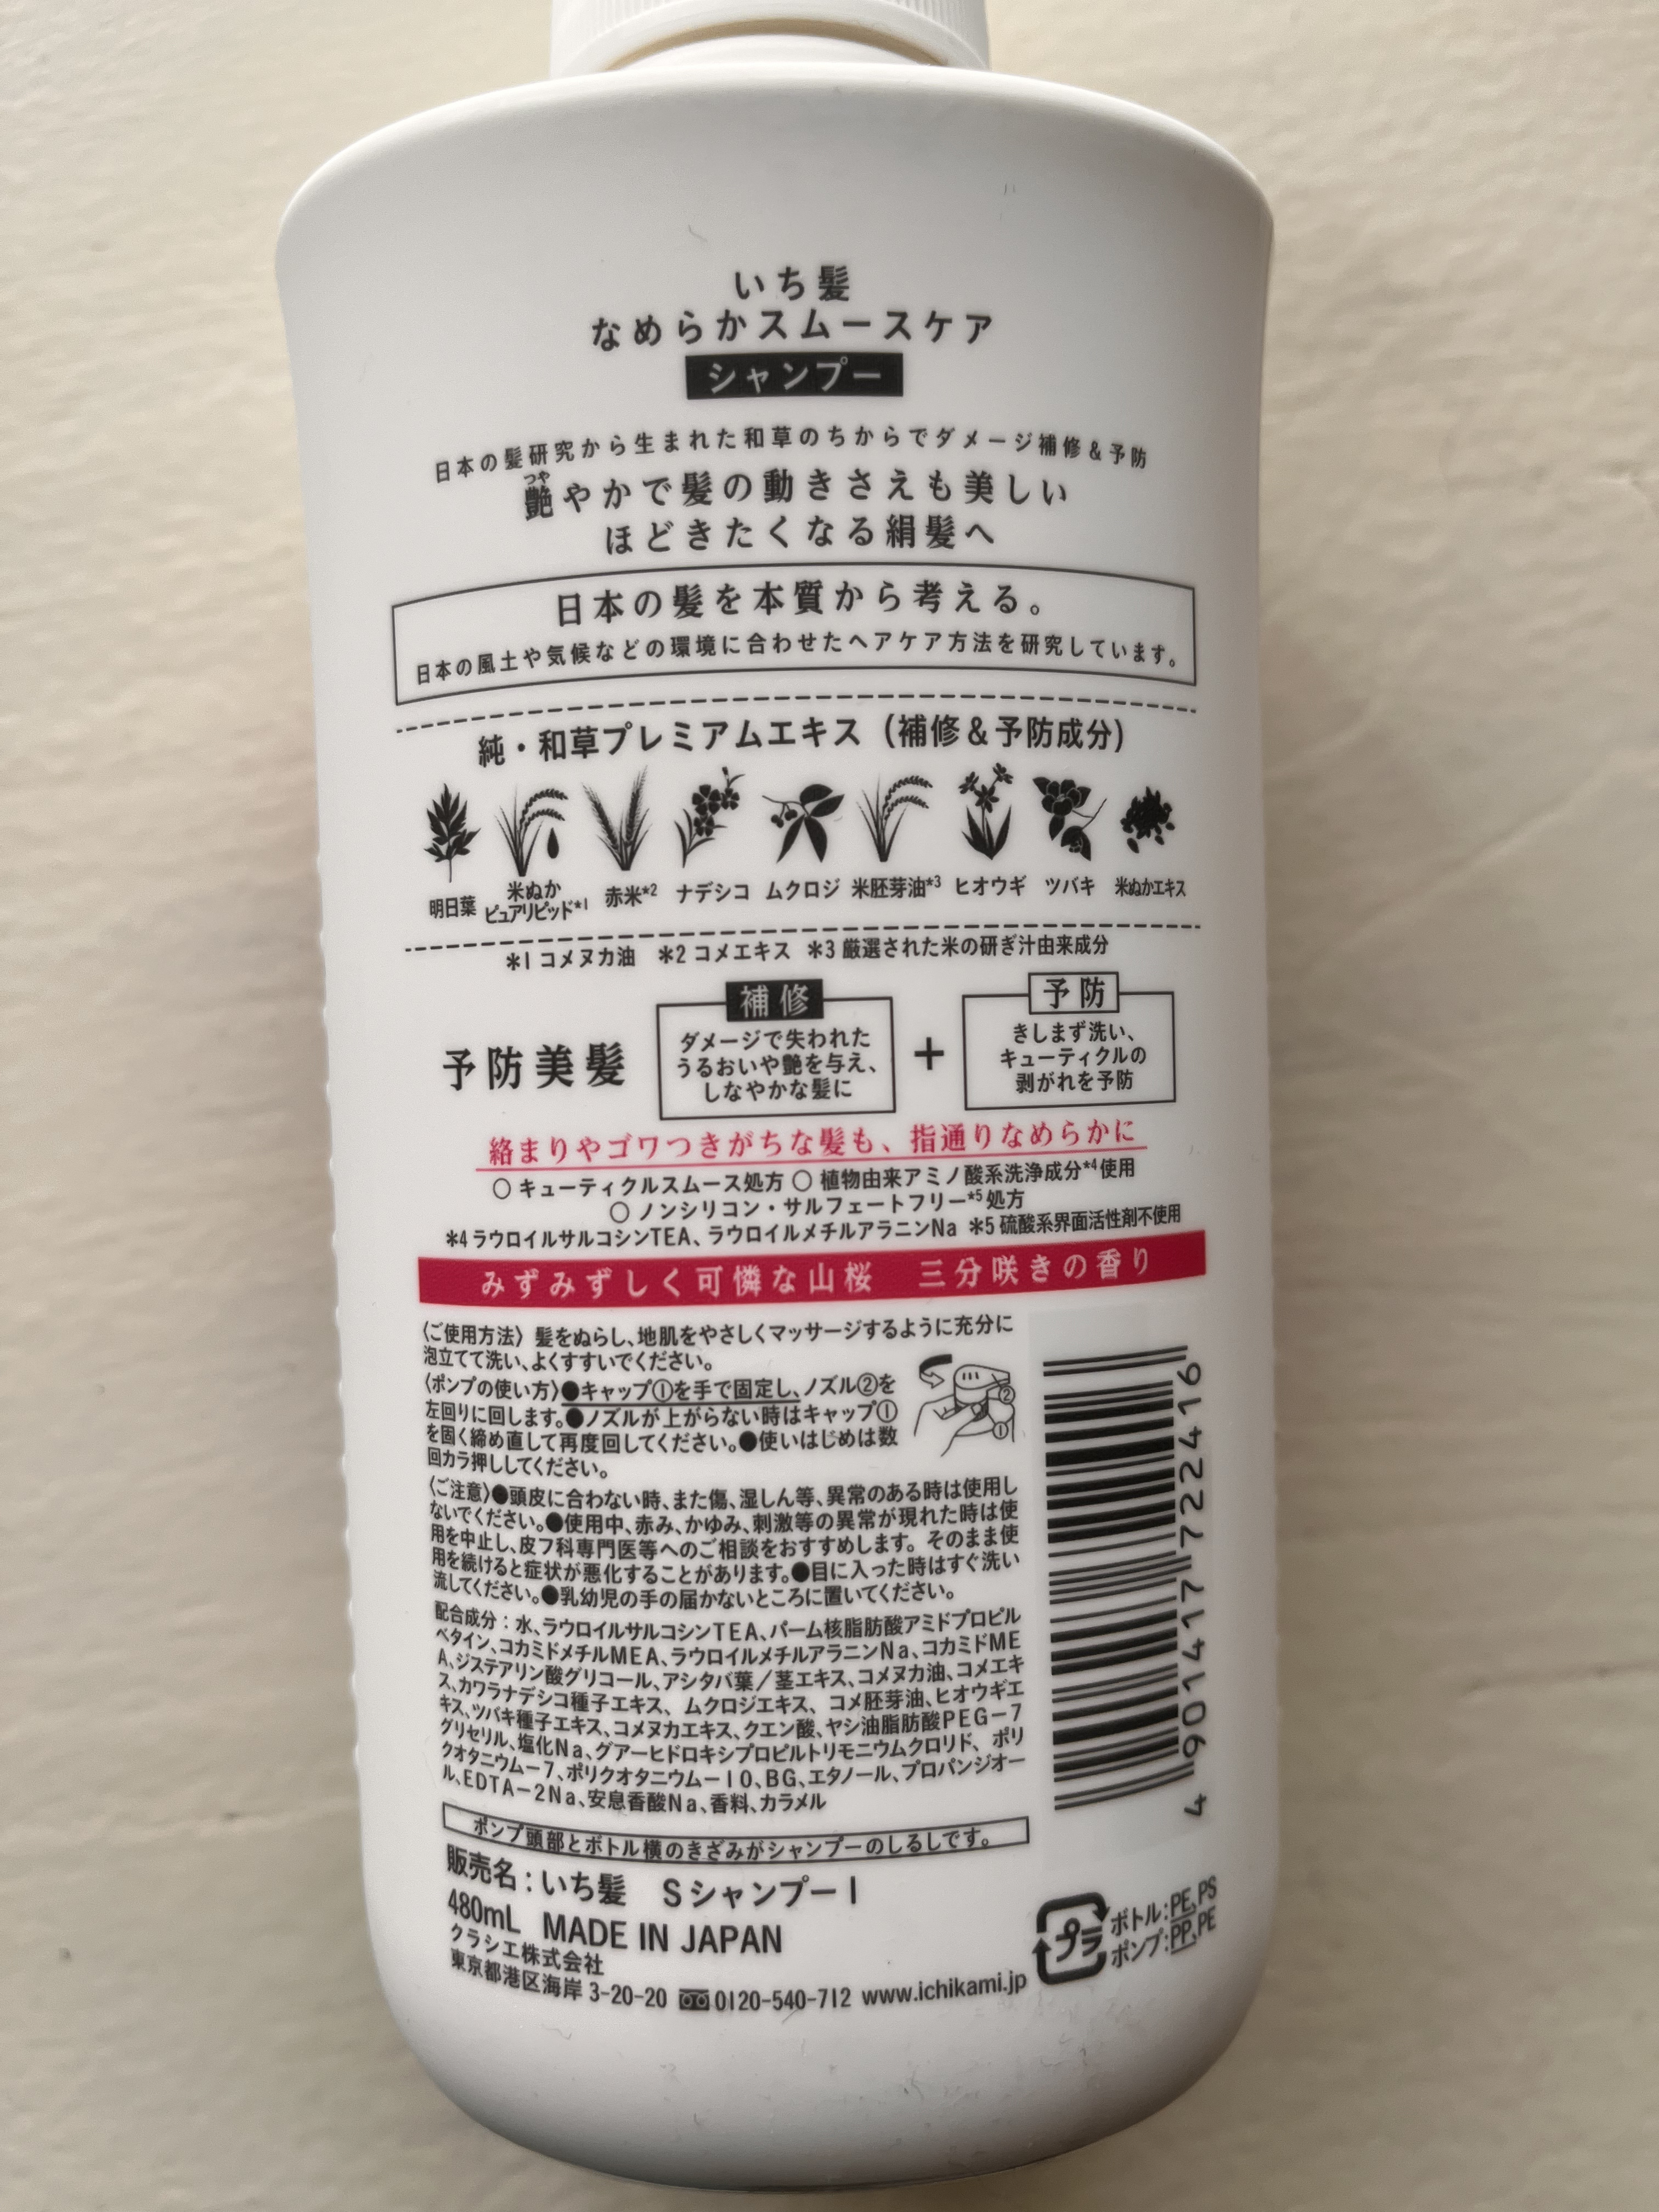 いち髪
なめらかスムースケア
シャンプー
日本の髪研究から生まれた和草のちからでダメージ補修&予防
つや
艶やかで髪の動きさえも美しい
ほどきたくなる絹髪へ
日本の髪を本質から考える。
日本の風土や気候などの環境に合わせたヘアケア方法を研究しています。
純・和草プレミアムエキス(補修&予防成分)
明日葉 米ぬかピュアリピッド*1 赤米*2 ナデシコ ムクロジ 米胚芽油*3 ヒオウギ ツバキ 米ぬかエキス
*1 コメヌカ油 *2 コメエキス *3 厳選された米の研ぎ汁由来成分
予防美髪
補修
ダメージで失われた
うるおいや艶を与え、
しなやかな髪に
+
予防
きしまず洗い、
キューティクルの
剥がれを予防
絡まりやゴワつきがちな髪も、指通りなめらかに
○ キューティクルスムース処方 ○ 植物由来アミノ酸系洗浄成分*4使用
○ ノンシリコン・サルフェートフリー*5処方
*4 ラウロイルサルコシンTEA、ラウロイルメチルアラニンNa *5 硫酸系界面活性剤不使用
みずみずしく可憐な山桜 三分咲きの香り
〈ご使用方法〉髪をぬらし、地肌をやさしくマッサージするように充分に
泡立てて洗い、よくすすいでください。
〈ポンプの使い方〉●キャップ①を手で固定し、ノズル②を
左回りに回します。●ノズルが上がらない時はキャップ①
を固く締め直して再度回してください。●使いはじめは数
回カラ押ししてください。
② ①
〈ご注意〉●頭皮に合わない時、また傷、湿しん等、異常のある時は使用し
ないでください。●使用中、赤み、かゆみ、刺激等の異常が現れた時は使
用を中止し、皮フ科専門医等へのご相談をおすすめします。そのまま使
用を続けると症状が悪化することがあります。●目に入った時はすぐ洗い
流してください。●乳幼児の手の届かないところに置いてください。
配合成分：水、ラウロイルサルコシンTEA、パーム核脂肪酸アミドプロピル
ベタイン、コカミドメチルMEA、ラウロイルメチルアラニンNa、コカミドME
A、ジステアリン酸グリコール、アシタバ葉／茎エキス、コメヌカ油、コメエキ
ス、カワラナデシコ種子エキス、ムクロジエキス、コメ胚芽油、ヒオウギエ
キス、ツバキ種子エキス、コメヌカエキス、クエン酸、ヤシ油脂肪酸PEG－7
グリセリル、塩化Na、グアーヒドロキシプロピルトリモニウムクロリド、ポリ
クオタニウム－7、ポリクオタニウム－10、BG、エタノール、プロパンジオー
ル、EDTA－2Na、安息香酸Na、香料、カラメル
4 901417 722416
ポンプ頭部とボトル横のきざみがシャンプーのしるしです。
販売名：いち髪 SシャンプーI
480mL MADE IN JAPAN
クラシエ株式会社
東京都港区海岸 3-20-20 0120-540-712 www.ichikami.jp
プラ
ボトル：PE、PS
ポンプ：PP、PE